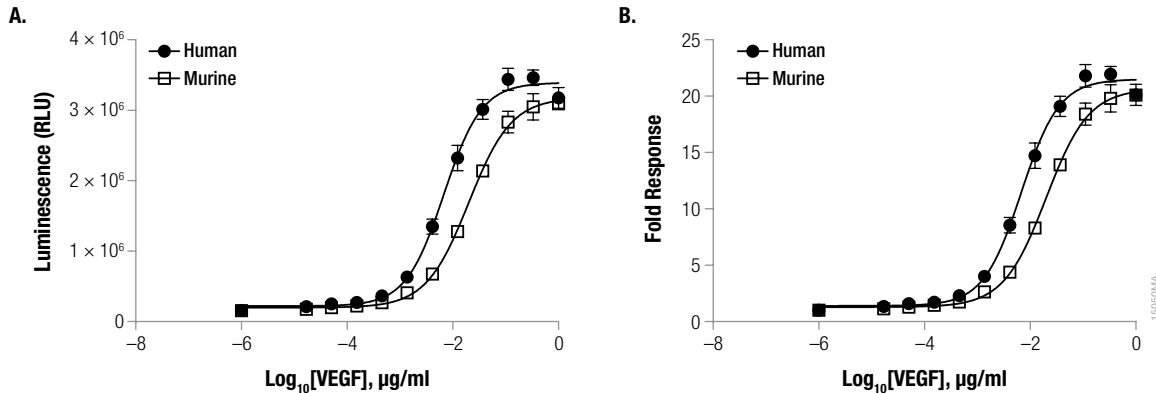 A.
4 × 10⁶
3 × 10⁶
2 × 10⁶
1 × 10⁶
0
Luminescence (RLU)
Human
Murine
–8
–6
–4
–2
0
Log₁₀[VEGF], µg/ml
B.
25
20
15
10
5
0
Fold Response
Human
Murine
–8
–6
–4
–2
0
Log₁₀[VEGF], µg/ml